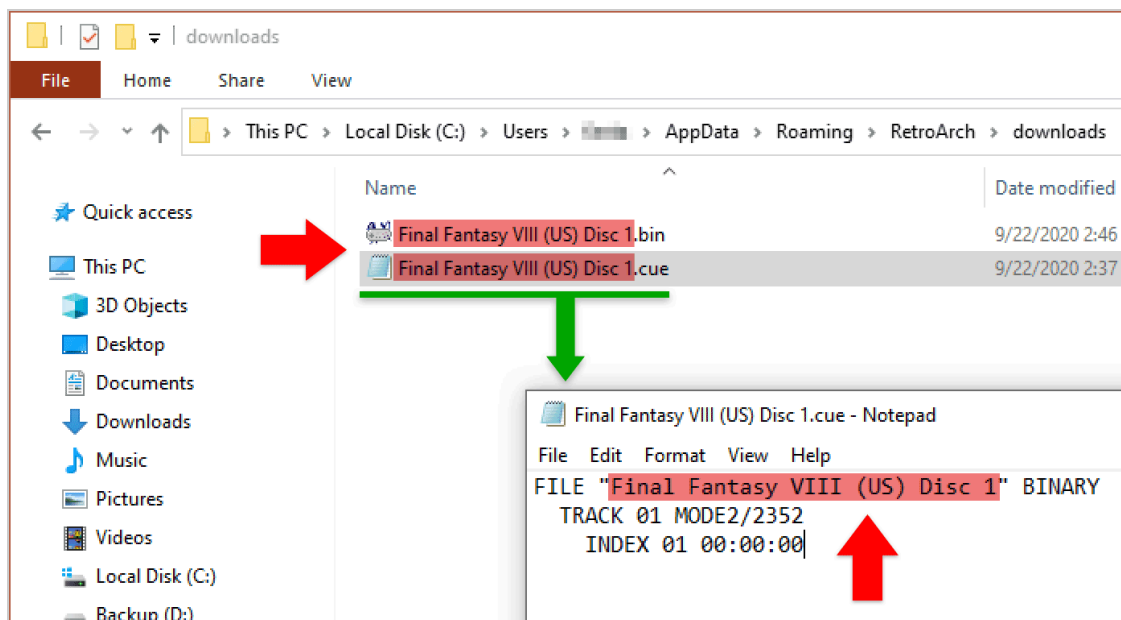 downloads
File Home Share View
This PC > Local Disk (C:) > Users > > AppData > Roaming > RetroArch > downloads
Name Date modified
Quick access
This PC
3D Objects
Desktop
Documents
Downloads
Music
Pictures
Videos
Local Disk (C:)
Backup (D:)
Final Fantasy VIII (US) Disc 1.bin 9/22/2020 2:46
Final Fantasy VIII (US) Disc 1.cue 9/22/2020 2:37
Final Fantasy VIII (US) Disc 1.cue - Notepad
File Edit Format View Help
FILE "Final Fantasy VIII (US) Disc 1" BINARY
TRACK 01 MODE2/2352
INDEX 01 00:00:00